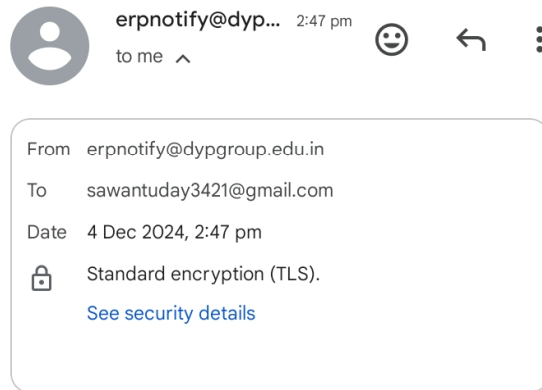 erpnotify@dyp... 2:47 pm
to me
From erpnotify@dypgroup.edu.in
To sawantuday3421@gmail.com
Date 4 Dec 2024, 2:47 pm
Standard encryption (TLS).
See security details